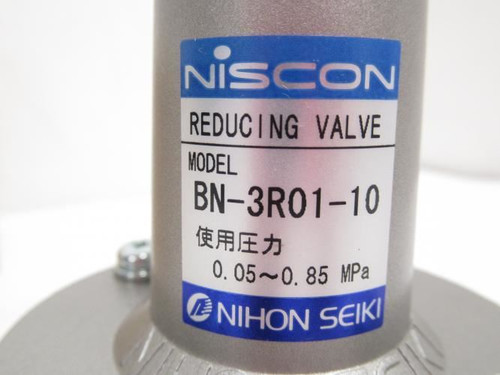 NISCON
REDUCING VALVE
MODEL
BN-3R01-10
使用圧力
0.05～0.85 MPa
NIHON SEIKI